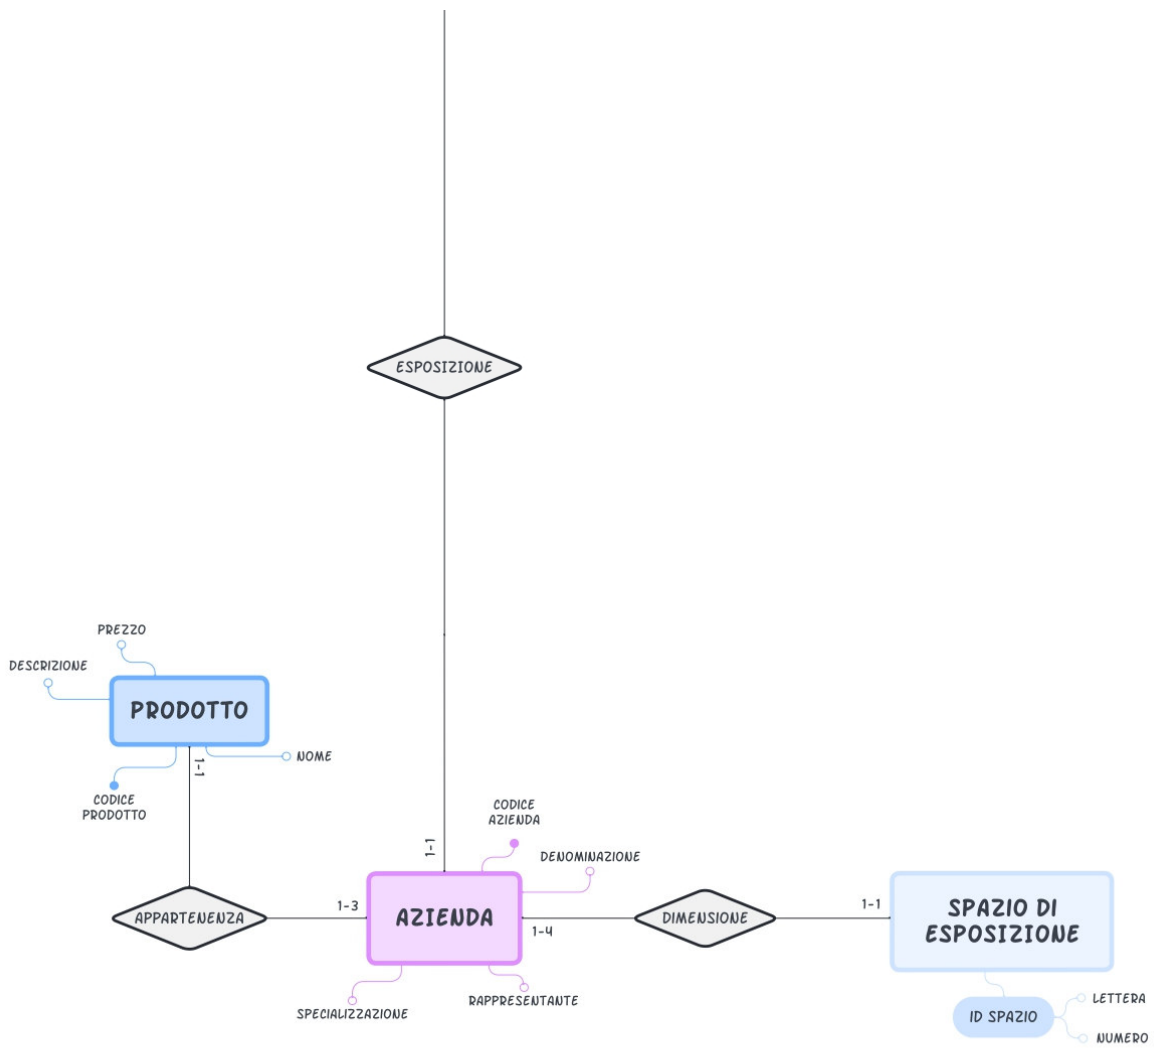 ESPOSIZIONE
PREZZO
DESCRIZIONE
PRODOTTO
NOME
1-1
CODICE
PRODOTTO
CODICE
AZIENDA
1-1
DENOMINAZIONE
APPARTENENZA
1-3
AZIENDA
1-4
DIMENSIONE
1-1
SPAZIO DI
ESPOSIZIONE
SPECIALIZZAZIONE
RAPPRESENTANTE
ID SPAZIO
LETTERA
NUMERO